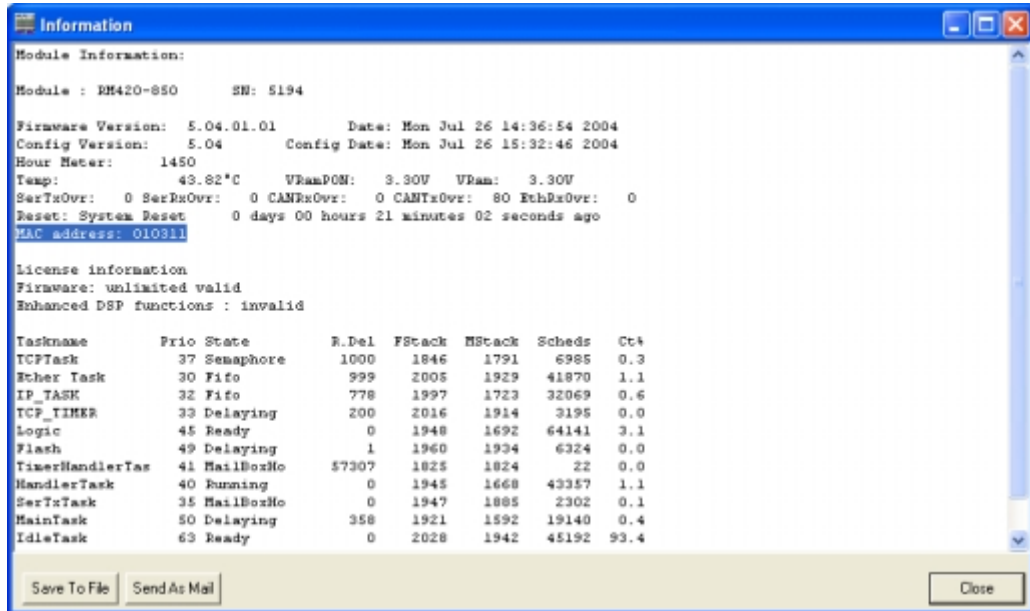 Information
Module Information:
Module : RM420-850 SN: 5194
Firmware Version: 5.04.01.01 Date: Mon Jul 26 14:36:54 2004
Config Version: 5.04 Config Date: Mon Jul 26 15:32:46 2004
Hour Meter: 1450
Temp: 43.82°C VRamPON: 3.30V VRam: 3.30V
SerTxOvr: 0 SerRxOvr: 0 CANRxOvr: 0 CANTxOvr: 80 EthRxOvr: 0
Reset: System Reset 0 days 00 hours 21 minutes 02 seconds ago
MAC address: 010311
License information
Firmware: unlimited valid
Enhanced DSP functions : invalid
Taskname Prio State R.Del FStack MStack Scheds Ct%
TCPTask 37 Semaphore 1000 1846 1791 6985 0.3
Ether Task 30 Fifo 999 2005 1929 41870 1.1
IP_TASK 32 Fifo 778 1997 1723 32069 0.6
TCP_TIMER 33 Delaying 200 2016 1914 3195 0.0
Logic 45 Ready 0 1948 1692 64141 3.1
Flash 49 Delaying 1 1960 1934 6324 0.0
TimerHandlerTas 41 MailBoxMo 57307 1825 1824 22 0.0
HandlerTask 40 Running 0 1945 1668 43357 1.1
SerTxTask 35 MailBoxMo 0 1947 1885 2302 0.1
MainTask 50 Delaying 358 1921 1592 19140 0.4
IdleTask 63 Ready 0 2028 1942 45192 93.4
Save To File Send As Mail Close